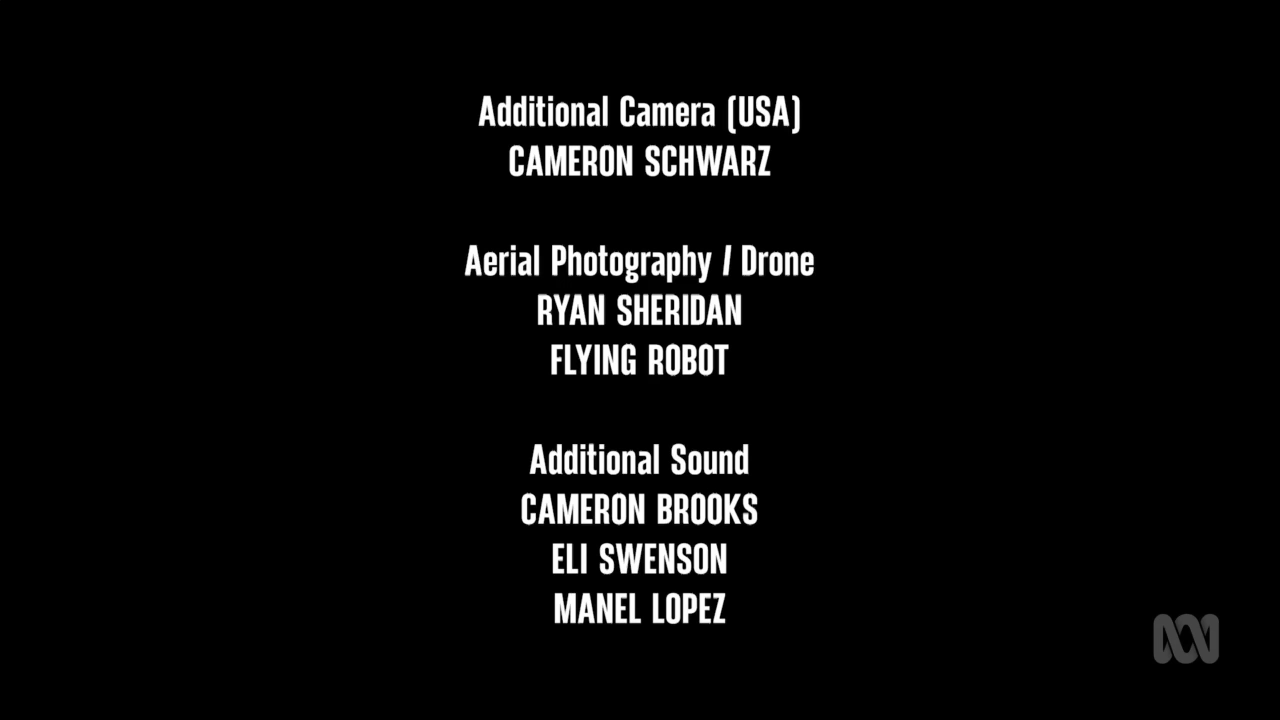 Additional Camera (USA)
CAMERON SCHWARZ
Aerial Photography / Drone
RYAN SHERIDAN
FLYING ROBOT
Additional Sound
CAMERON BROOKS
ELI SWENSON
MANEL LOPEZ